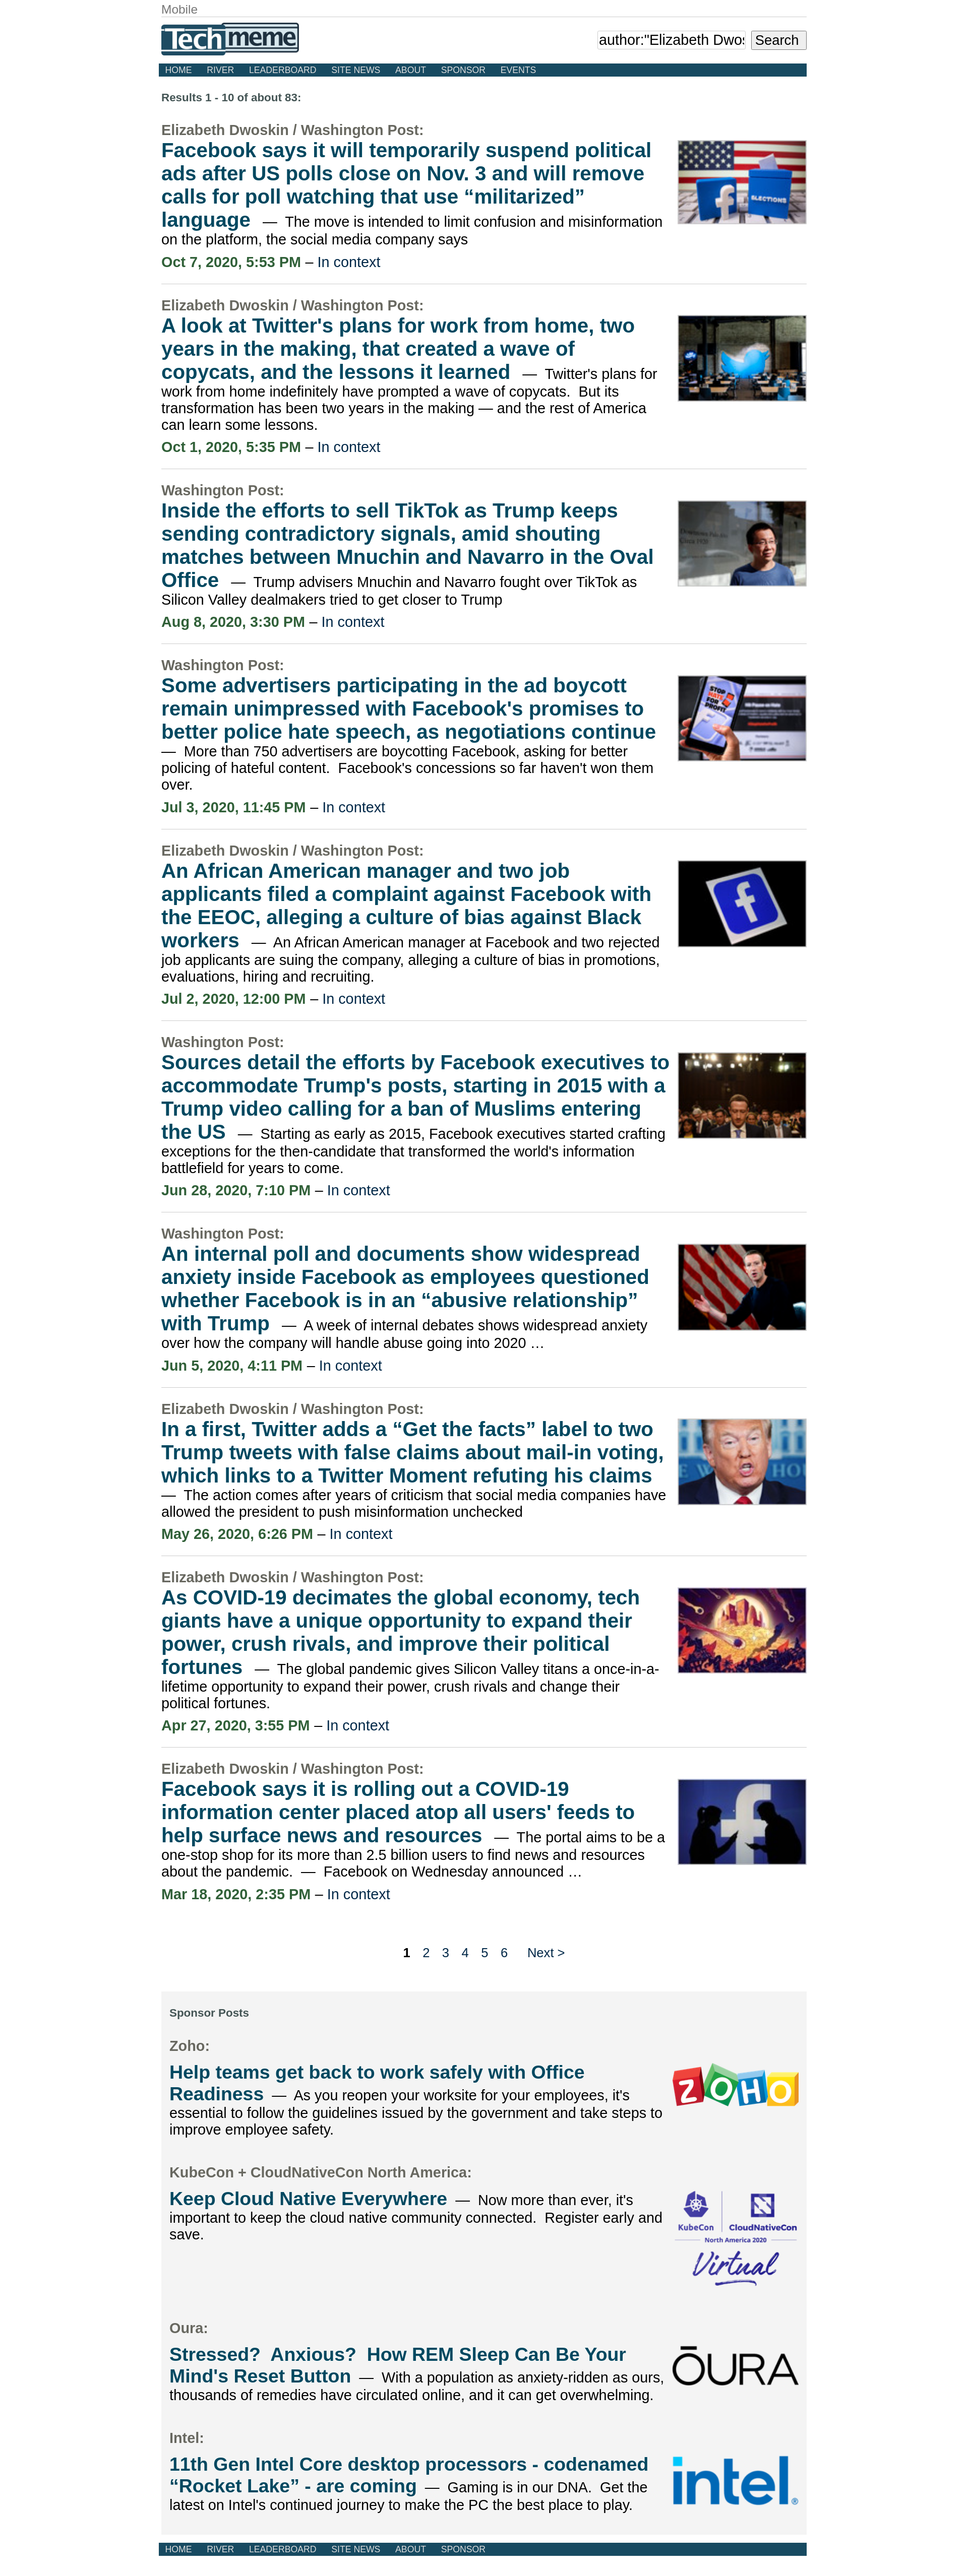 Mobile
Techmeme
author:"Elizabeth Dwos
Search
HOME RIVER LEADERBOARD SITE NEWS ABOUT SPONSOR EVENTS
Results 1 - 10 of about 83:
Elizabeth Dwoskin / Washington Post:
Facebook says it will temporarily suspend political
ads after US polls close on Nov. 3 and will remove
calls for poll watching that use “militarized”
language — The move is intended to limit confusion and misinformation
on the platform, the social media company says
Oct 7, 2020, 5:53 PM – In context
ELECTIONS
Elizabeth Dwoskin / Washington Post:
A look at Twitter's plans for work from home, two
years in the making, that created a wave of
copycats, and the lessons it learned — Twitter's plans for
work from home indefinitely have prompted a wave of copycats. But its
transformation has been two years in the making — and the rest of America
can learn some lessons.
Oct 1, 2020, 5:35 PM – In context
Washington Post:
Inside the efforts to sell TikTok as Trump keeps
sending contradictory signals, amid shouting
matches between Mnuchin and Navarro in the Oval
Office — Trump advisers Mnuchin and Navarro fought over TikTok as
Silicon Valley dealmakers tried to get closer to Trump
Aug 8, 2020, 3:30 PM – In context
Washington Post:
Some advertisers participating in the ad boycott
remain unimpressed with Facebook's promises to
better police hate speech, as negotiations continue
— More than 750 advertisers are boycotting Facebook, asking for better
policing of hateful content. Facebook's concessions so far haven't won them
over.
Jul 3, 2020, 11:45 PM – In context
STOP
HATE
FOR
PROFIT
Elizabeth Dwoskin / Washington Post:
An African American manager and two job
applicants filed a complaint against Facebook with
the EEOC, alleging a culture of bias against Black
workers — An African American manager at Facebook and two rejected
job applicants are suing the company, alleging a culture of bias in promotions,
evaluations, hiring and recruiting.
Jul 2, 2020, 12:00 PM – In context
Washington Post:
Sources detail the efforts by Facebook executives to
accommodate Trump's posts, starting in 2015 with a
Trump video calling for a ban of Muslims entering
the US — Starting as early as 2015, Facebook executives started crafting
exceptions for the then-candidate that transformed the world's information
battlefield for years to come.
Jun 28, 2020, 7:10 PM – In context
Washington Post:
An internal poll and documents show widespread
anxiety inside Facebook as employees questioned
whether Facebook is in an “abusive relationship”
with Trump — A week of internal debates shows widespread anxiety
over how the company will handle abuse going into 2020 …
Jun 5, 2020, 4:11 PM – In context
Elizabeth Dwoskin / Washington Post:
In a first, Twitter adds a “Get the facts” label to two
Trump tweets with false claims about mail-in voting,
which links to a Twitter Moment refuting his claims
— The action comes after years of criticism that social media companies have
allowed the president to push misinformation unchecked
May 26, 2020, 6:26 PM – In context
Elizabeth Dwoskin / Washington Post:
As COVID-19 decimates the global economy, tech
giants have a unique opportunity to expand their
power, crush rivals, and improve their political
fortunes — The global pandemic gives Silicon Valley titans a once-in-a-
lifetime opportunity to expand their power, crush rivals and change their
political fortunes.
Apr 27, 2020, 3:55 PM – In context
Elizabeth Dwoskin / Washington Post:
Facebook says it is rolling out a COVID-19
information center placed atop all users' feeds to
help surface news and resources — The portal aims to be a
one-stop shop for its more than 2.5 billion users to find news and resources
about the pandemic. — Facebook on Wednesday announced …
Mar 18, 2020, 2:35 PM – In context
1 2 3 4 5 6 Next >
Sponsor Posts
Zoho:
Help teams get back to work safely with Office
Readiness — As you reopen your worksite for your employees, it's
essential to follow the guidelines issued by the government and take steps to
improve employee safety.
ZOHO
KubeCon + CloudNativeCon North America:
Keep Cloud Native Everywhere — Now more than ever, it's
important to keep the cloud native community connected. Register early and
save.
KubeCon CloudNativeCon
North America 2020
Virtual
Oura:
Stressed? Anxious? How REM Sleep Can Be Your
Mind's Reset Button — With a population as anxiety-ridden as ours,
thousands of remedies have circulated online, and it can get overwhelming.
ŌURA
Intel:
11th Gen Intel Core desktop processors - codenamed
“Rocket Lake” - are coming — Gaming is in our DNA. Get the
latest on Intel's continued journey to make the PC the best place to play.
intel®
HOME RIVER LEADERBOARD SITE NEWS ABOUT SPONSOR